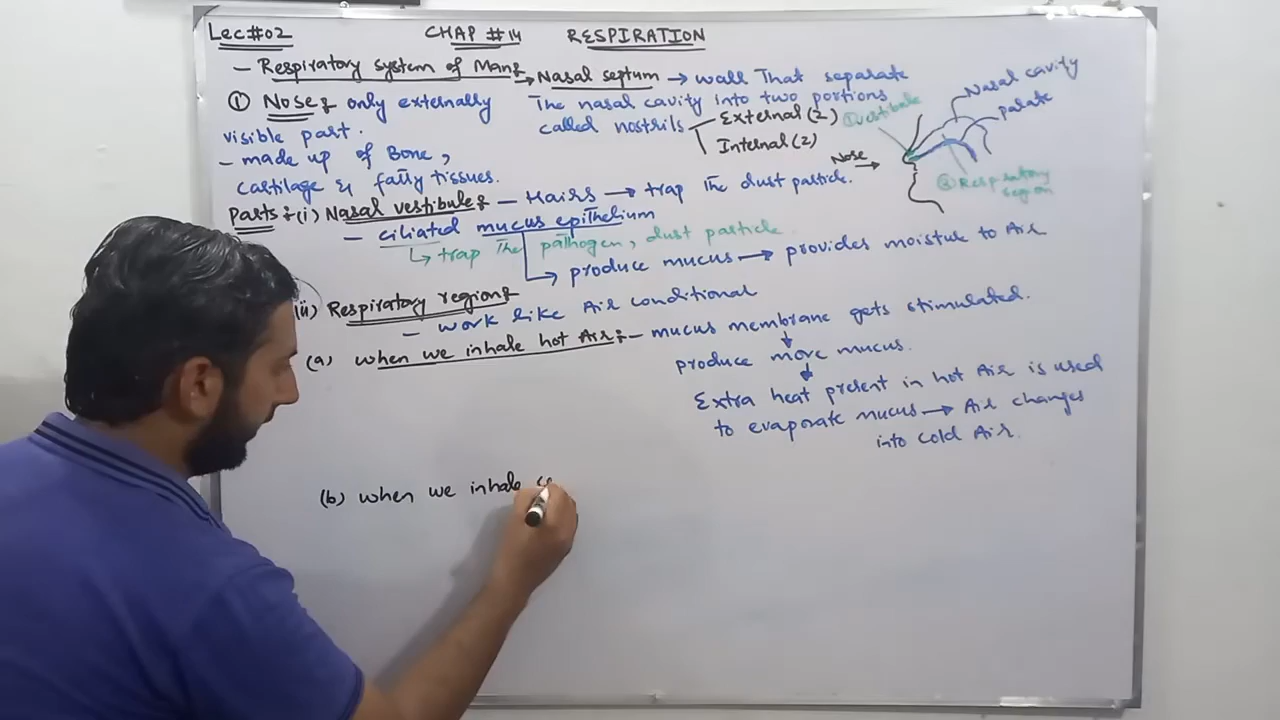 Lec#02 CHAP #14 RESPIRATION
- Respiratory system of Man:
① Nose: only externally
visible part.
- made up of Bone,
cartilage & fatty tissues.
→ Nasal septum → wall That separate
The nasal cavity into two portions
called nostrils External (2)
Internal (2)
Parts:- (i) Nasal vestibule: - Hairs → trap The dust particle.
- ciliated mucus epithelium
↳ trap The pathogen, dust particle
→ produce mucus → provides moisture to Air
Nose →
① vestibule
Nasal cavity
palate
② Respiratory
region
(ii) Respiratory region:
- work like Air conditional
(a) when we inhale hot Air:- mucus membrane gets stimulated.
↓
produce more mucus.
↓
Extra heat present in hot Air is used
to evaporate mucus → Air changes
into cold Air.
(b) when we inhale